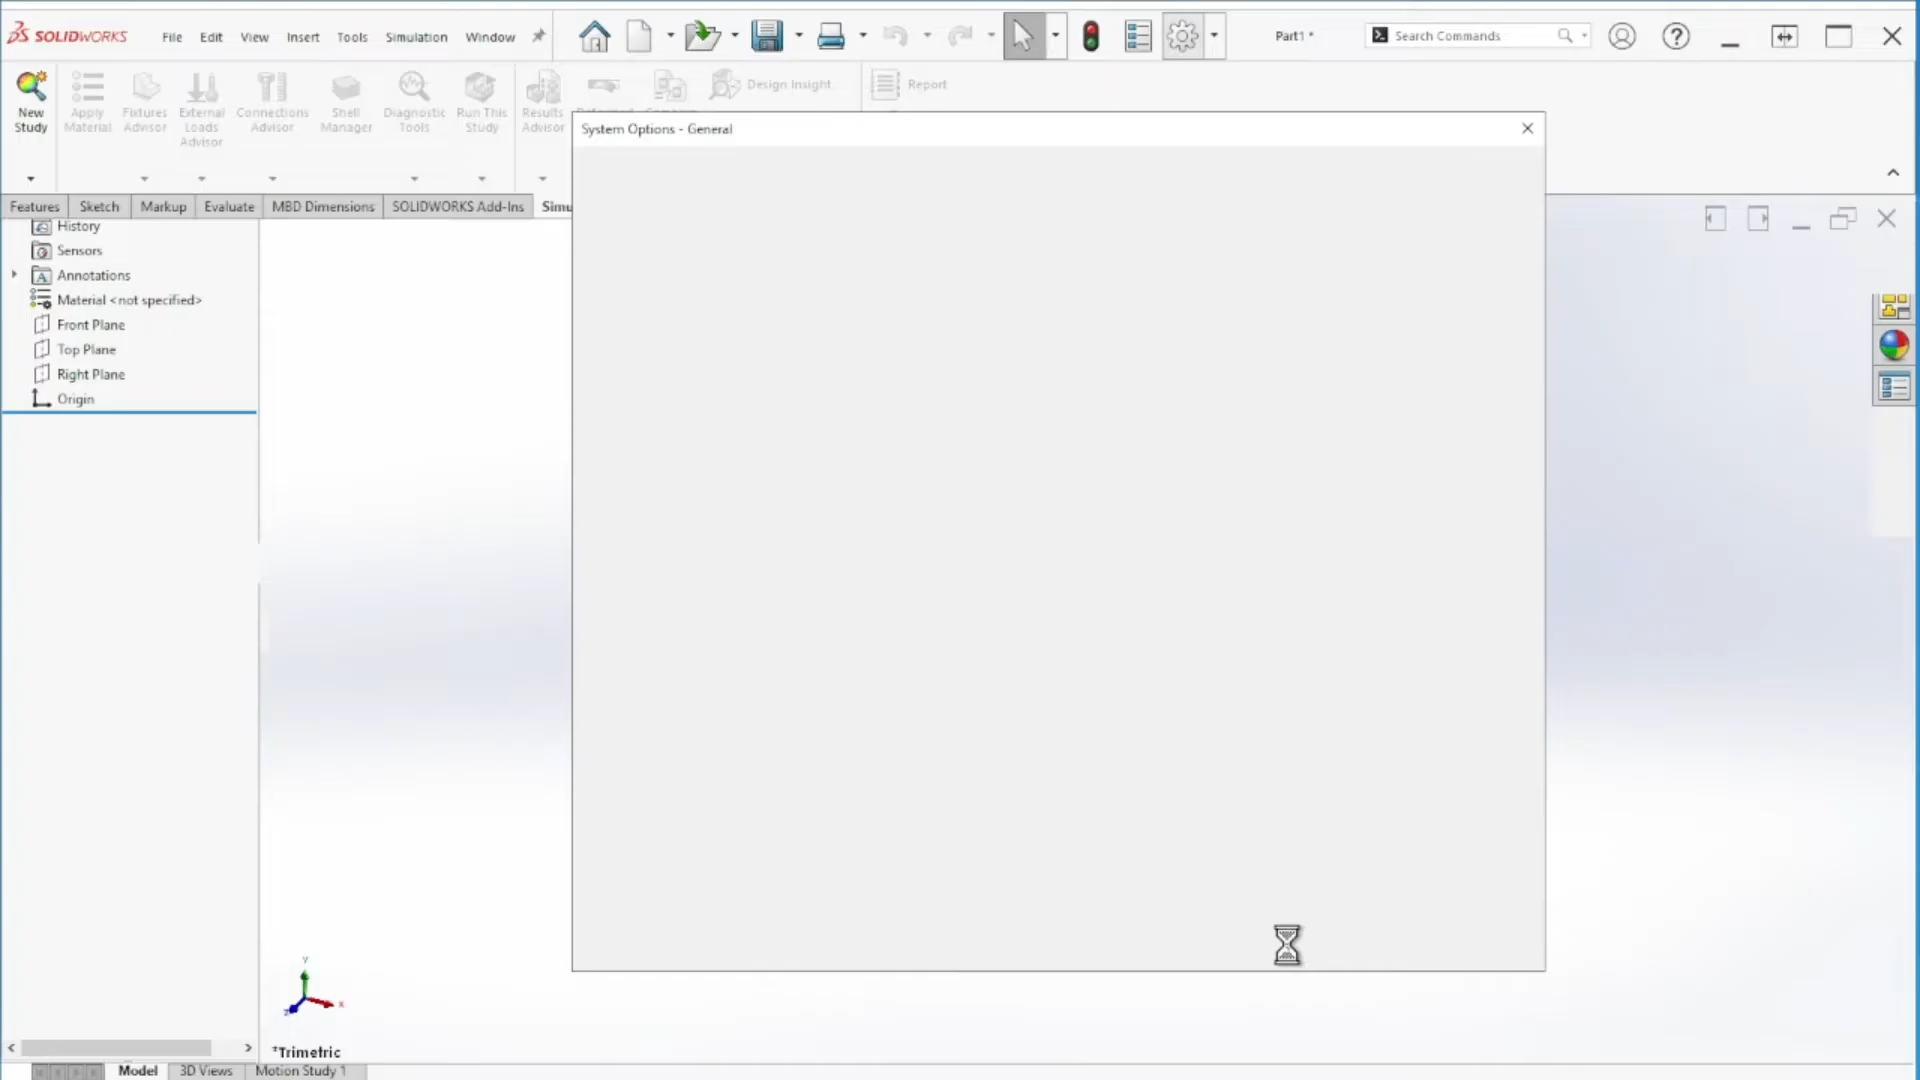 SOLIDWORKS File Edit View Insert Tools Simulation Window Part1 * Search Commands
New Study
Apply Material
Fixtures Advisor
External Loads Advisor
Connections Advisor
Shell Manager
Diagnostic Tools
Run This Study
Results Advisor
Design Insight
Report
System Options - General
Features Sketch Markup Evaluate MBD Dimensions SOLIDWORKS Add-Ins Simu
History
Sensors
Annotations
Material <not specified>
Front Plane
Top Plane
Right Plane
Origin
Y
X
Z
*Trimetric
Model 3D Views Motion Study 1